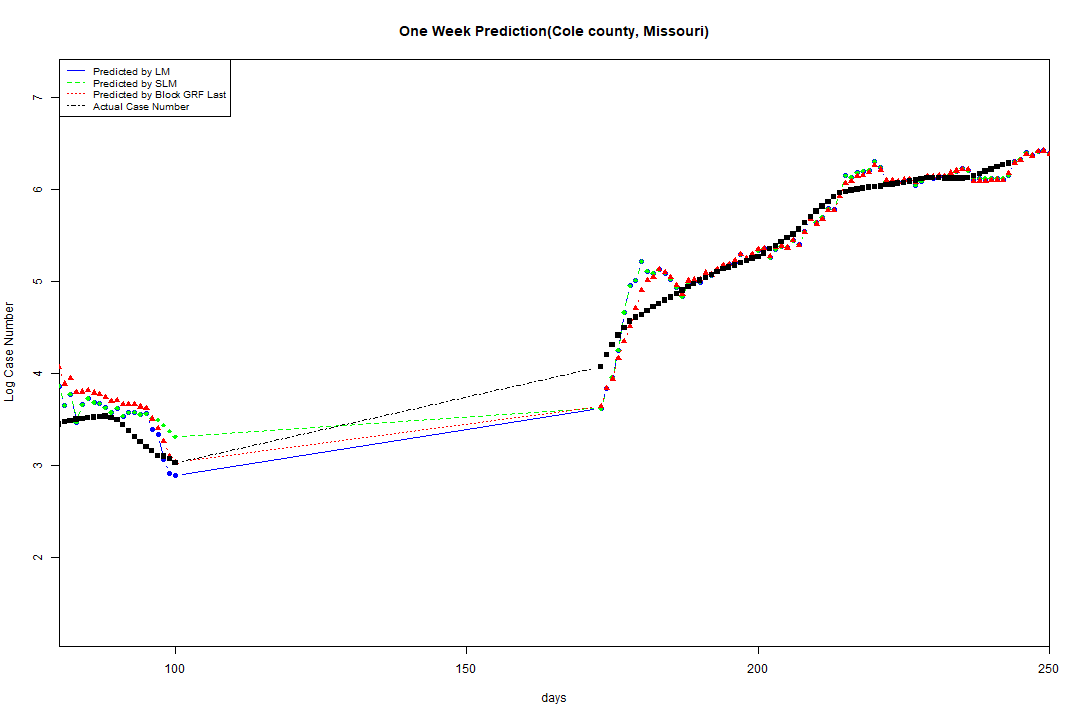 One Week Prediction(Cole county, Missouri)
Predicted by LM
Predicted by SLM
Predicted by Block GRF Last
Actual Case Number
7
6
5
4
3
2
Log Case Number
100 150 200 250
days